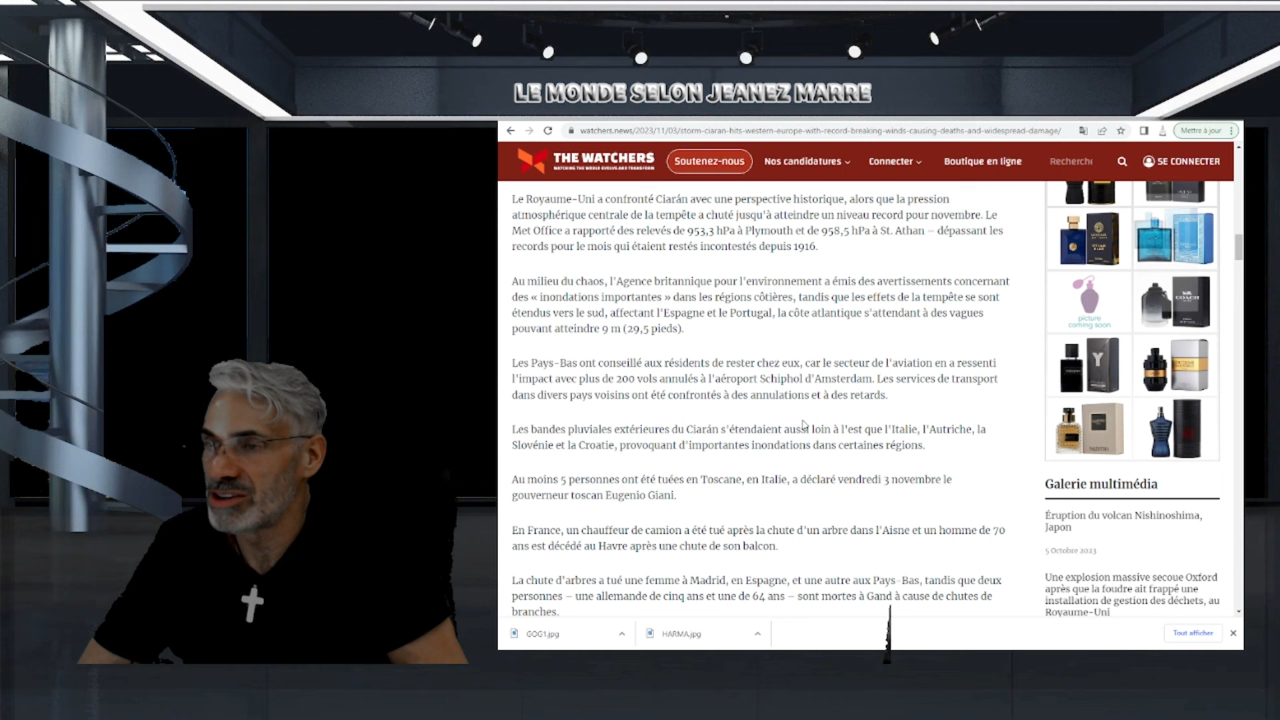 LE MONDE SELON JEANEZ MARRE
watchers.news/2023/11/03/storm-ciaran-hits-western-europe-with-record-breaking-winds-causing-deaths-and-widespread-damage/
Mettre à jour
THE WATCHERS
WATCHING THE WORLD EVOLVE AND TRANSFORM
Soutenez-nous
Nos candidatures
Connecter
Boutique en ligne
Recherche
SE CONNECTER
Le Royaume-Uni a confronté Ciarán avec une perspective historique, alors que la pression
atmosphérique centrale de la tempête a chuté jusqu'à atteindre un niveau record pour novembre. Le
Met Office a rapporté des relevés de 953,3 hPa à Plymouth et de 958,5 hPa à St. Athan – dépassant les
records pour le mois qui étaient restés incontestés depuis 1916.
Au milieu du chaos, l'Agence britannique pour l'environnement a émis des avertissements concernant
des « inondations importantes » dans les régions côtières, tandis que les effets de la tempête se sont
étendus vers le sud, affectant l'Espagne et le Portugal, la côte atlantique s'attendant à des vagues
pouvant atteindre 9 m (29,5 pieds).
Les Pays-Bas ont conseillé aux résidents de rester chez eux, car le secteur de l'aviation en a ressenti
l'impact avec plus de 200 vols annulés à l'aéroport Schiphol d'Amsterdam. Les services de transport
dans divers pays voisins ont été confrontés à des annulations et à des retards.
Les bandes pluviales extérieures du Ciarán s'étendaient aussi loin à l'est que l'Italie, l'Autriche, la
Slovénie et la Croatie, provoquant d'importantes inondations dans certaines régions.
Au moins 5 personnes ont été tuées en Toscane, en Italie, a déclaré vendredi 3 novembre le
gouverneur toscan Eugenio Giani.
En France, un chauffeur de camion a été tué après la chute d'un arbre dans l'Aisne et un homme de 70
ans est décédé au Havre après une chute de son balcon.
La chute d'arbres a tué une femme à Madrid, en Espagne, et une autre aux Pays-Bas, tandis que deux
personnes – une allemande de cinq ans et une de 64 ans – sont mortes à Gand à cause de chutes de
branches.
picture
coming soon
COACH
Y
Galerie multimédia
Éruption du volcan Nishinoshima,
Japon
5 Octobre 2023
Une explosion massive secoue Oxford
après que la foudre ait frappé une
installation de gestion des déchets, au
Royaume-Uni
GOG1.jpg
HARMA.jpg
Tout afficher